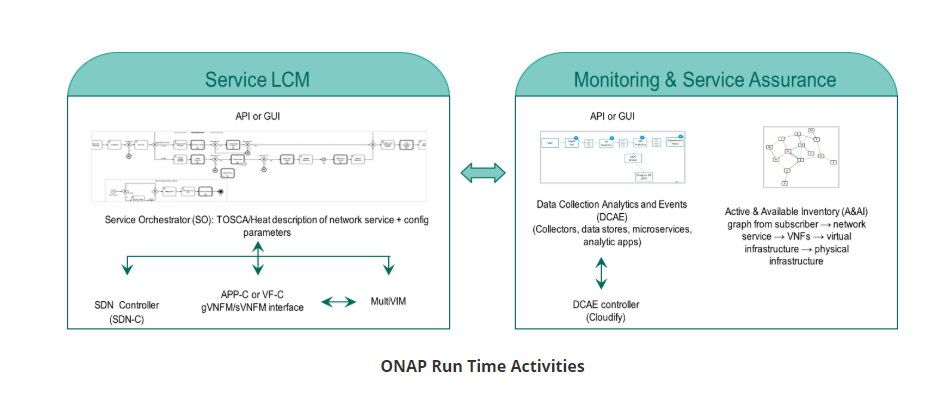 Service LCM
API or GUI
Service Orchestrator (SO): TOSCA/Heat description of network service + config
parameters
SDN Controller
(SDN-C)
APP-C or VF-C
gVNFM/sVNFM interface
MultiVIM
Monitoring & Service Assurance
API or GUI
Data Collection Analytics and Events
(DCAE)
(Collectors, data stores, microservices,
analytic apps)
DCAE controller
(Cloudify)
Active & Available Inventory (A&AI)
graph from subscriber → network
service → VNFs → virtual
infrastructure → physical
infrastructure
ONAP Run Time Activities